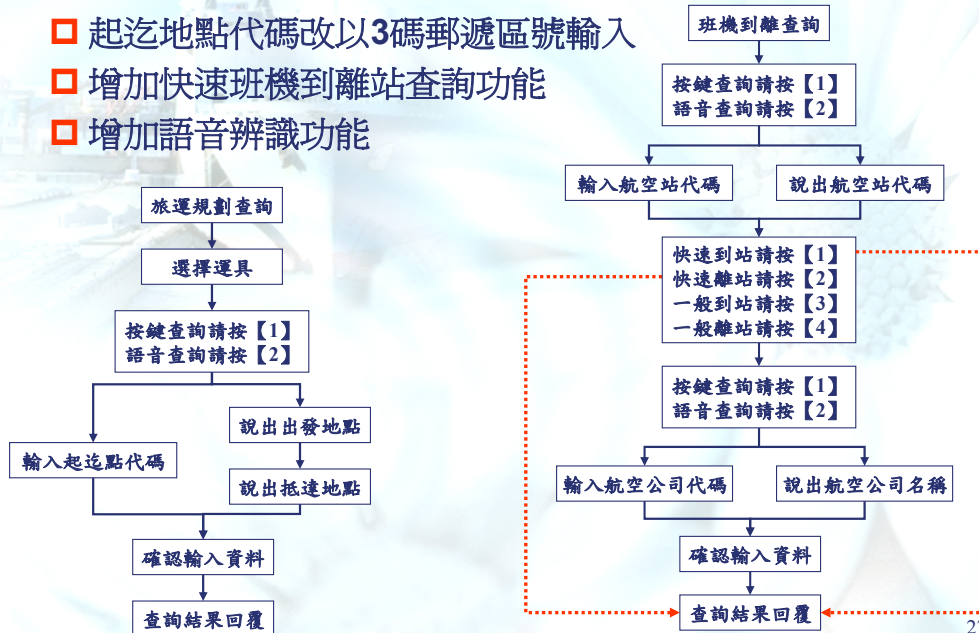 起迄地點代碼改以3碼郵遞區號輸入
增加快速班機到離站查詢功能
增加語音辨識功能
旅運規劃查詢
選擇運具
按鍵查詢請按【1】
語音查詢請按【2】
說出出發地點
輸入起迄點代碼
說出抵達地點
確認輸入資料
查詢結果回覆
班機到離查詢
按鍵查詢請按【1】
語音查詢請按【2】
輸入航空站代碼
說出航空站代碼
快速到站請按【1】
快速離站請按【2】
一般到站請按【3】
一般離站請按【4】
按鍵查詢請按【1】
語音查詢請按【2】
輸入航空公司代碼
說出航空公司名稱
確認輸入資料
查詢結果回覆
2